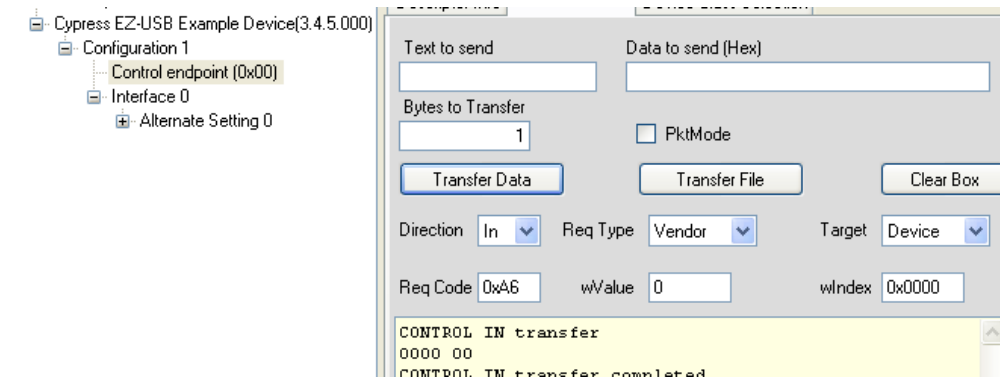 Cypress EZ-USB Example Device(3.4.5.000)
Configuration 1
Control endpoint (0x00)
Interface 0
Alternate Setting 0
Text to send
Data to send (Hex)
Bytes to Transfer
1
PktMode
Transfer Data
Transfer File
Clear Box
Direction In Req Type Vendor Target Device
Req Code 0xA6 wValue 0 wIndex 0x0000
CONTROL IN transfer
0000 00
CONTROL IN transfer completed